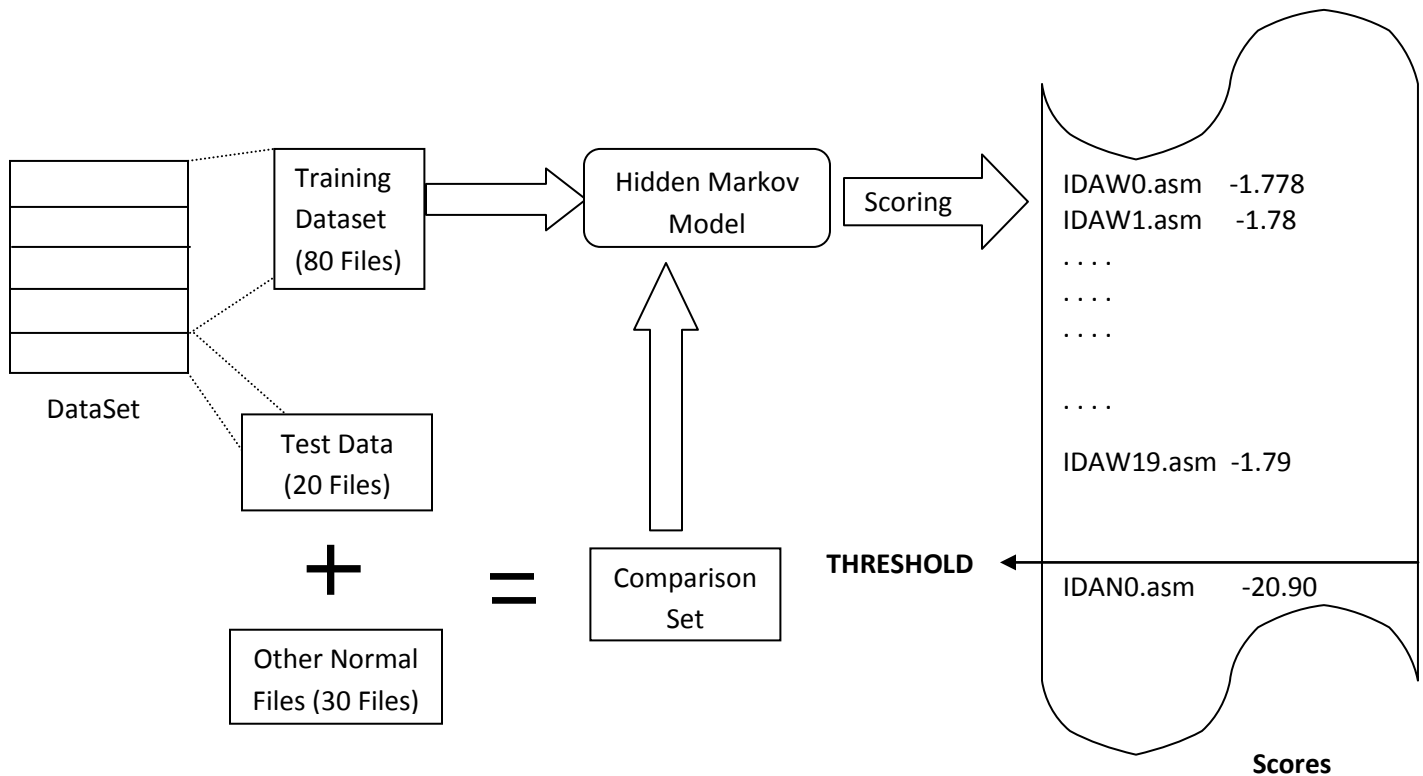 DataSet
Training
Dataset
(80 Files)
Test Data
(20 Files)
+
Other Normal
Files (30 Files)
=
Comparison
Set
Hidden Markov
Model
Scoring
IDAW0.asm -1.778
IDAW1.asm -1.78
. . . .
. . . .
. . . .
. . . .
IDAW19.asm -1.79
THRESHOLD
IDAN0.asm -20.90
Scores